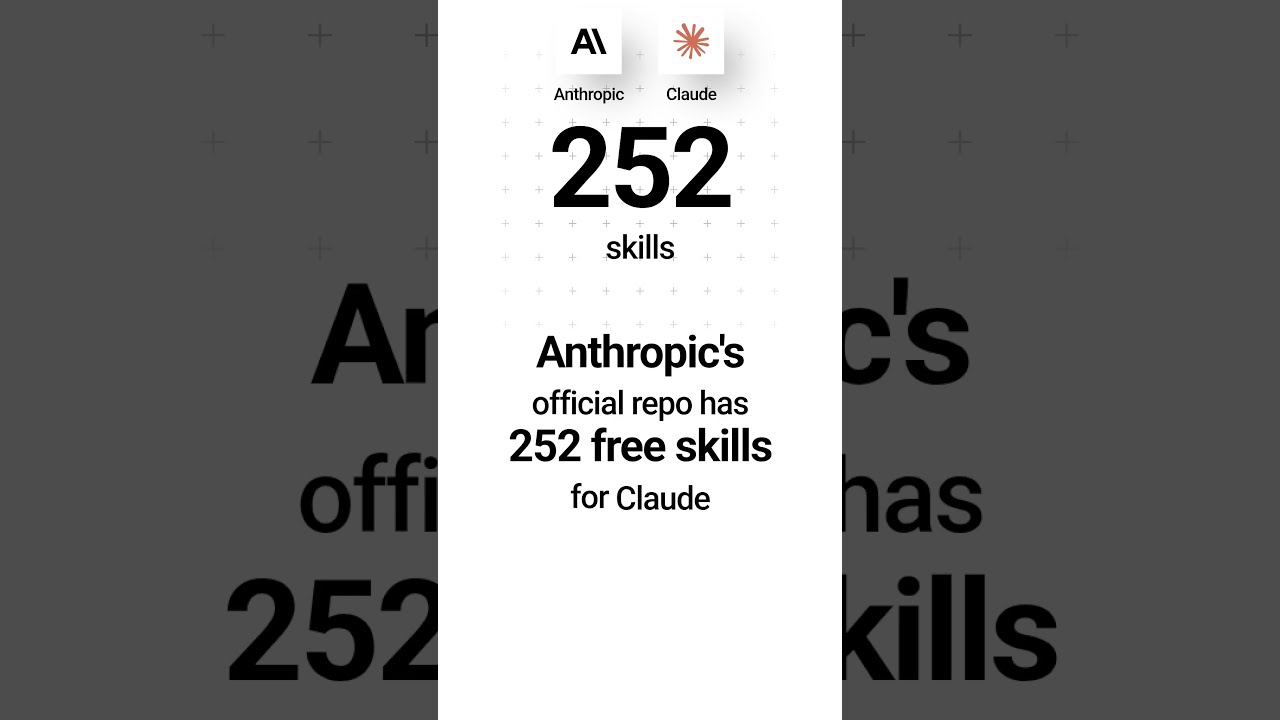 Anthropic Claude
252
skills
Anthropic's
official repo has
252 free skills
for Claude